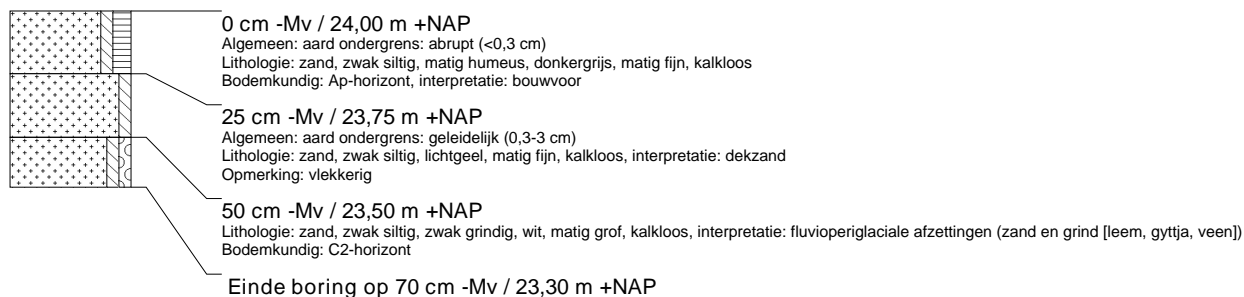 0 cm -Mv / 24,00 m +NAP
Algemeen: aard ondergrens: abrupt (<0,3 cm)
Lithologie: zand, zwak siltig, matig humeus, donkergrijs, matig fijn, kalkloos
Bodemkundig: Ap-horizont, interpretatie: bouwvoor
25 cm -Mv / 23,75 m +NAP
Algemeen: aard ondergrens: geleidelijk (0,3-3 cm)
Lithologie: zand, zwak siltig, lichtgeel, matig fijn, kalkloos, interpretatie: dekzand
Opmerking: vlekkerig
50 cm -Mv / 23,50 m +NAP
Lithologie: zand, zwak siltig, zwak grindig, wit, matig grof, kalkloos, interpretatie: fluvioperiglaciale afzettingen (zand en grind [leem, gyttja, veen])
Bodemkundig: C2-horizont
Einde boring op 70 cm -Mv / 23,30 m +NAP